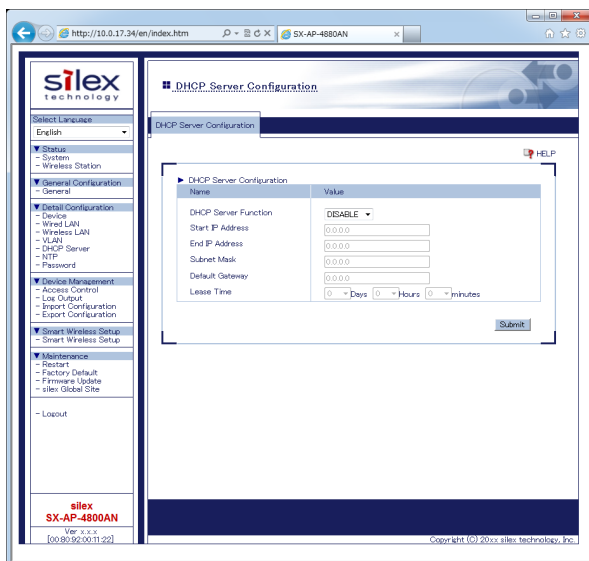 http://10.0.17.34/en/index.htm
SX-AP-4880AN
silex
technology
DHCP Server Configuration
Select Language
English
DHCP Server Configuration
▼ Status
- System
- Wireless Station
HELP
▼ General Configuration
- General
▼ Detail Configuration
- Device
- Wired LAN
- Wireless LAN
- VLAN
- DHCP Server
- NTP
- Password
▼ Device Management
- Access Control
- Log Output
- Import Configuration
- Export Configuration
▼ Smart Wireless Setup
- Smart Wireless Setup
▼ Maintenance
- Restart
- Factory Default
- Firmware Update
- silex Global Site
- Logout
DHCP Server Configuration
Name Value
DHCP Server Function DISABLE
Start IP Address 0.0.0.0
End IP Address 0.0.0.0
Subnet Mask 0.0.0.0
Default Gateway 0.0.0.0
Lease Time 0 Days 0 Hours 0 minutes
Submit
silex
SX-AP-4800AN
Ver x.x.x
[00:80:92:00:11:22]
Copyright (C) 20xx silex technology, Inc.